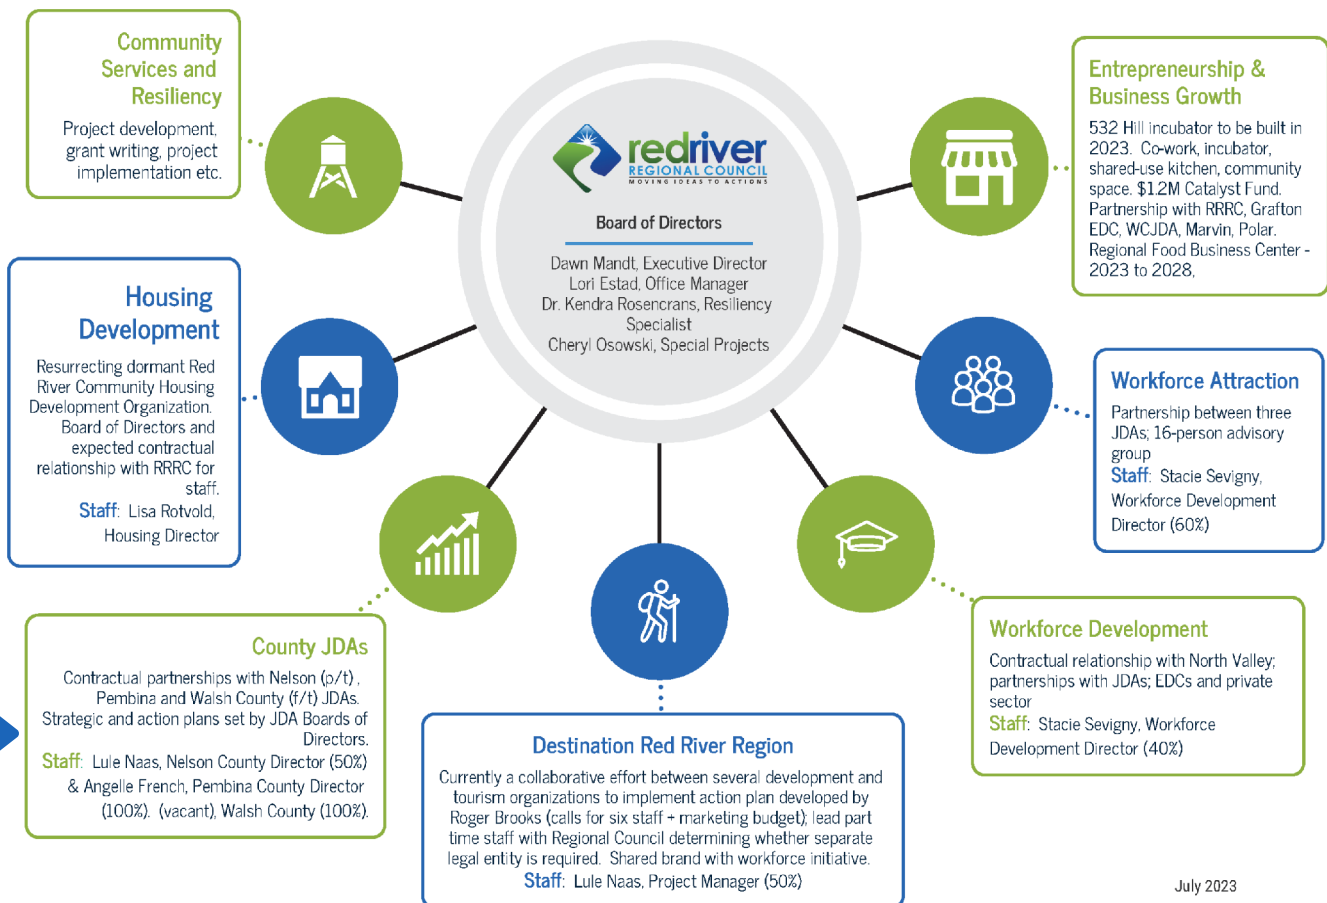 Community
Services and
Resiliency
Project development,
grant writing, project
implementation etc.
redriver
REGIONAL COUNCIL
MOVING IDEAS TO ACTIONS
Board of Directors
Dawn Mandt, Executive Director
Lori Estad, Office Manager
Dr. Kendra Rosencrans, Resiliency
Specialist
Cheryl Osowski, Special Projects
Entrepreneurship &
Business Growth
532 Hill incubator to be built in
2023. Co-work, incubator,
shared-use kitchen, community
space. $1.2M Catalyst Fund.
Partnership with RRRC, Grafton
EDC, WCJDA, Marvin, Polar.
Regional Food Business Center -
2023 to 2028,
Housing
Development
Resurrecting dormant Red
River Community Housing
Development Organization.
Board of Directors and
expected contractual
relationship with RRRC for
staff.
Staff: Lisa Rotvold,
Housing Director
Workforce Attraction
Partnership between three
JDAs; 16-person advisory
group
Staff: Stacie Sevigny,
Workforce Development
Director (60%)
County JDAs
Contractual partnerships with Nelson (p/t) ,
Pembina and Walsh County (f/t) JDAs.
Strategic and action plans set by JDA Boards of
Directors.
Staff: Lule Naas, Nelson County Director (50%)
& Angelle French, Pembina County Director
(100%). (vacant), Walsh County (100%).
Destination Red River Region
Currently a collaborative effort between several development and
tourism organizations to implement action plan developed by
Roger Brooks (calls for six staff + marketing budget); lead part
time staff with Regional Council determining whether separate
legal entity is required. Shared brand with workforce initiative.
Staff: Lule Naas, Project Manager (50%)
Workforce Development
Contractual relationship with North Valley;
partnerships with JDAs; EDCs and private
sector
Staff: Stacie Sevigny, Workforce
Development Director (40%)
July 2023